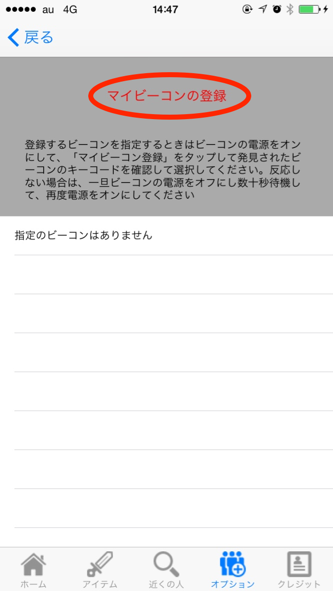 au 4G 14:47
戻る
マイビーコンの登録
登録するビーコンを指定するときはビーコンの電源をオン
にして、「マイビーコン登録」をタップして発見されたビ
ーコンのキーコードを確認して選択してください。反応し
ない場合は、一旦ビーコンの電源をオフにし数十秒待機し
て、再度電源をオンにしてください
指定のビーコンはありません
ホーム アイテム 近くの人 オプション クレジット